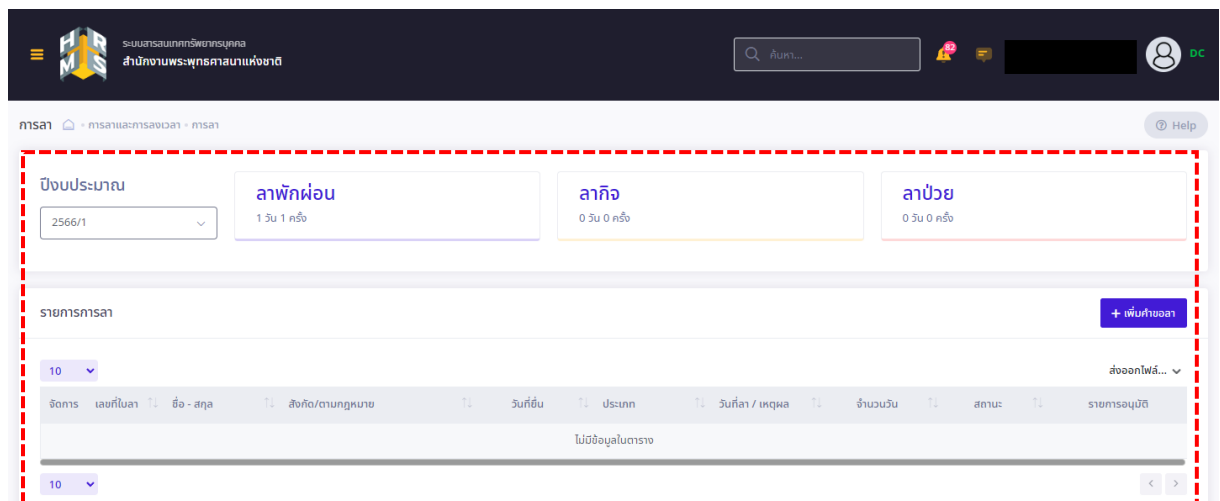 HRMS
ระบบสารสนเทศทรัพยากรบุคคล
สำนักงานพระพุทธศาสนาแห่งชาติ
ค้นหา...
82
DC
การลา - การลาและการลงเวลา - การลา
Help
ปีงบประมาณ
2566/1
ลาพักผ่อน
1 วัน 1 ครั้ง
ลากิจ
0 วัน 0 ครั้ง
ลาป่วย
0 วัน 0 ครั้ง
รายการการลา
+ เพิ่มคำขอลา
10
ส่งออกไฟล์...
จัดการ เลขที่ใบลา ชื่อ - สกุล สังกัด/ตามกฎหมาย วันที่ยื่น ประเภท วันที่ลา / เหตุผล จำนวนวัน สถานะ รายการอนุมัติ
ไม่มีข้อมูลในตาราง
10